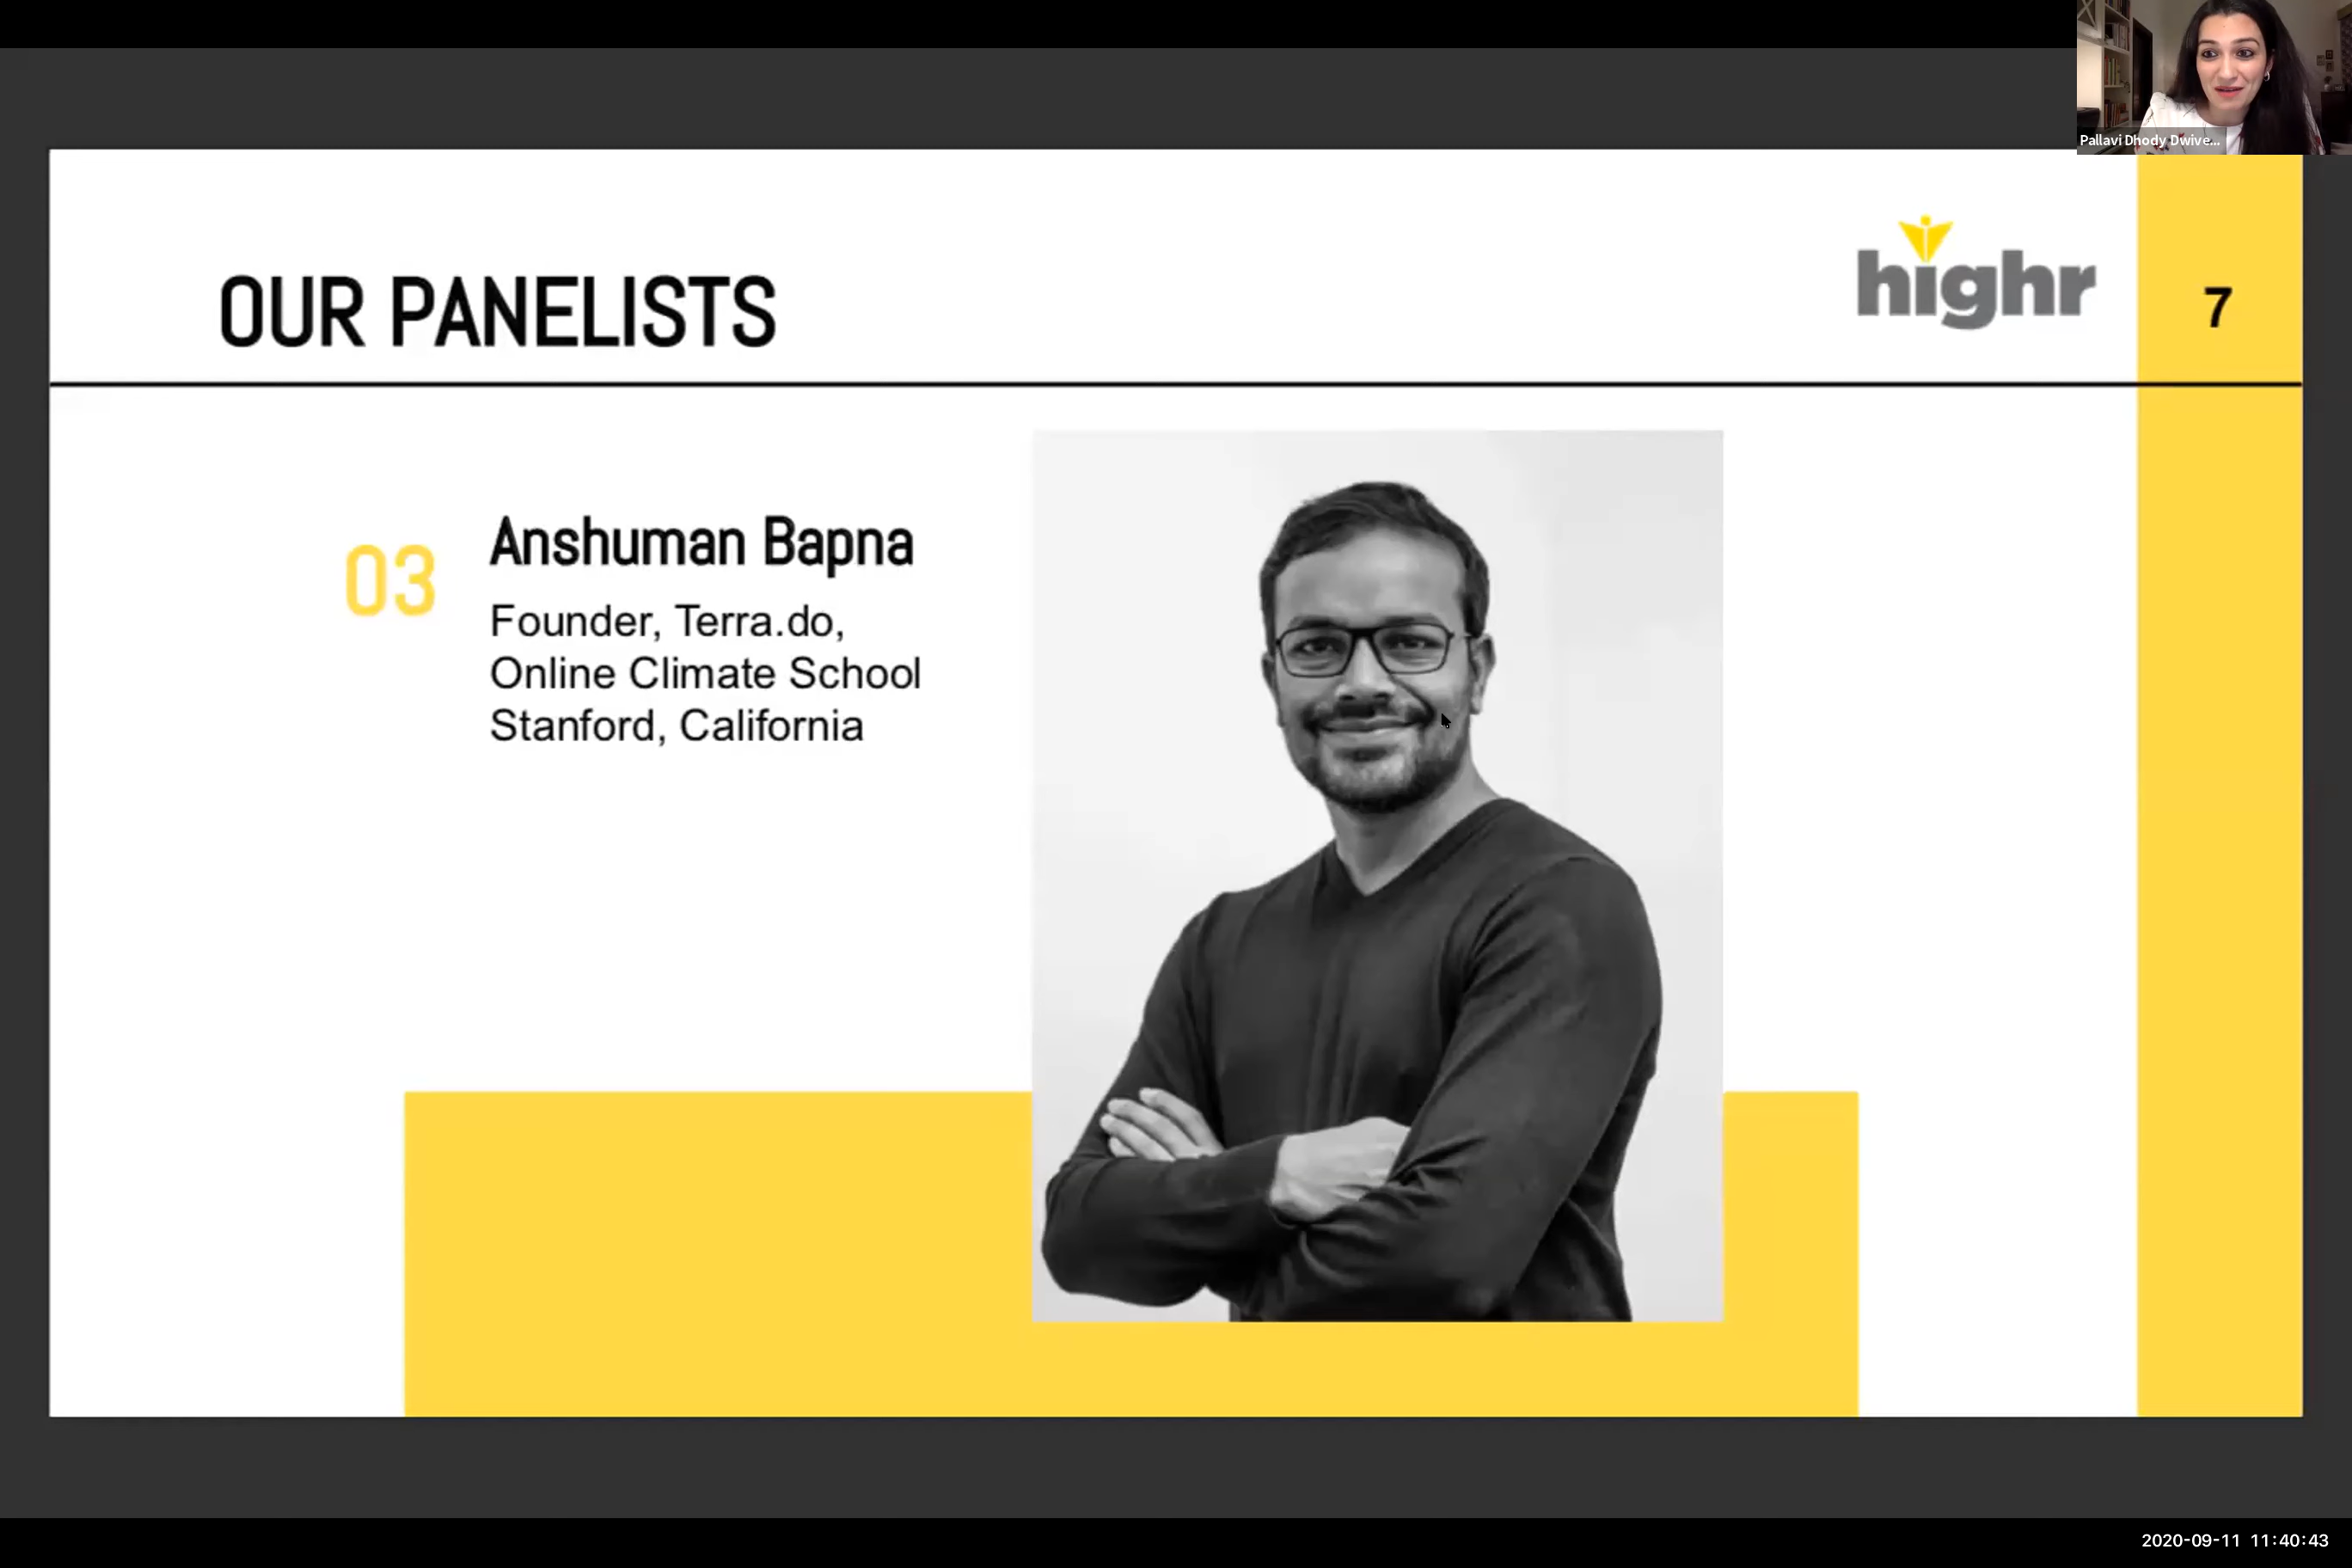 Pallavi Dhody Dwive...
OUR PANELISTS
highr
7
03
Anshuman Bapna
Founder, Terra.do,
Online Climate School
Stanford, California
2020-09-11 11:40:43